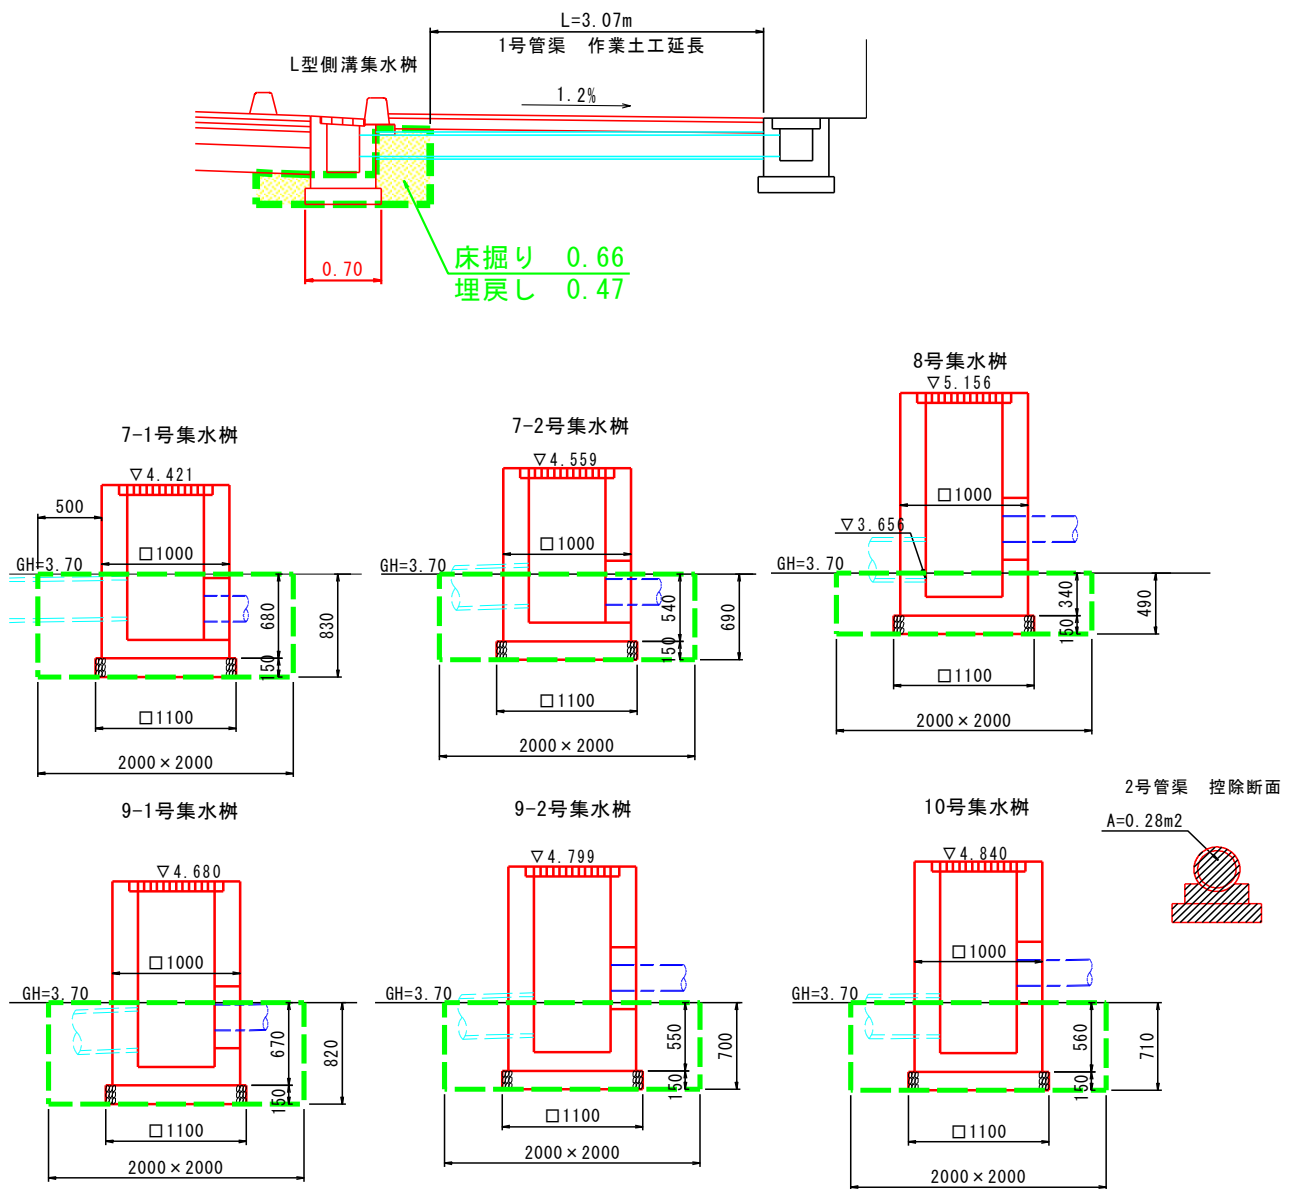 L=3.07m
1号管渠　作業土工延長
L型側溝集水桝
1.2%
床掘り　0.66
埋戻し　0.47
0.70
7-1号集水桝
▽4.421
500
□1000
GH=3.70
680
830
150
□1100
2000×2000
7-2号集水桝
▽4.559
□1000
GH=3.70
540
690
150
□1100
2000×2000
8号集水桝
▽5.156
□1000
▽3.656
GH=3.70
340
490
150
□1100
2000×2000
9-1号集水桝
▽4.680
□1000
GH=3.70
670
820
150
□1100
2000×2000
9-2号集水桝
▽4.799
GH=3.70
550
700
150
□1100
2000×2000
10号集水桝
▽4.840
□1000
GH=3.70
560
710
150
□1100
2000×2000
2号管渠　控除断面
A=0.28m2